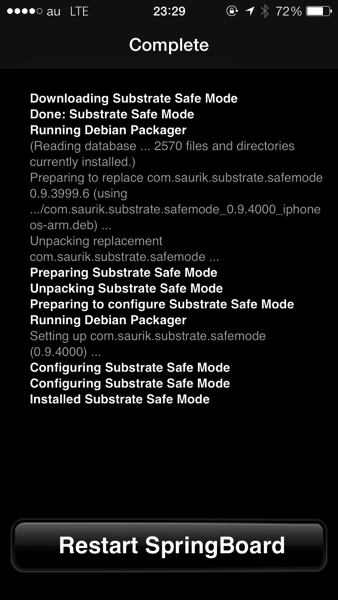 au LTE 23:29 72%
Complete
Downloading Substrate Safe Mode
Done: Substrate Safe Mode
Running Debian Packager
(Reading database ... 2570 files and directories
currently installed.)
Preparing to replace com.saurik.substrate.safemode
0.9.3999.6 (using
.../com.saurik.substrate.safemode_0.9.4000_iphone
os-arm.deb) ...
Unpacking replacement
com.saurik.substrate.safemode ...
Preparing Substrate Safe Mode
Unpacking Substrate Safe Mode
Preparing to configure Substrate Safe Mode
Running Debian Packager
Setting up com.saurik.substrate.safemode
(0.9.4000) ...
Configuring Substrate Safe Mode
Configuring Substrate Safe Mode
Installed Substrate Safe Mode
Restart SpringBoard